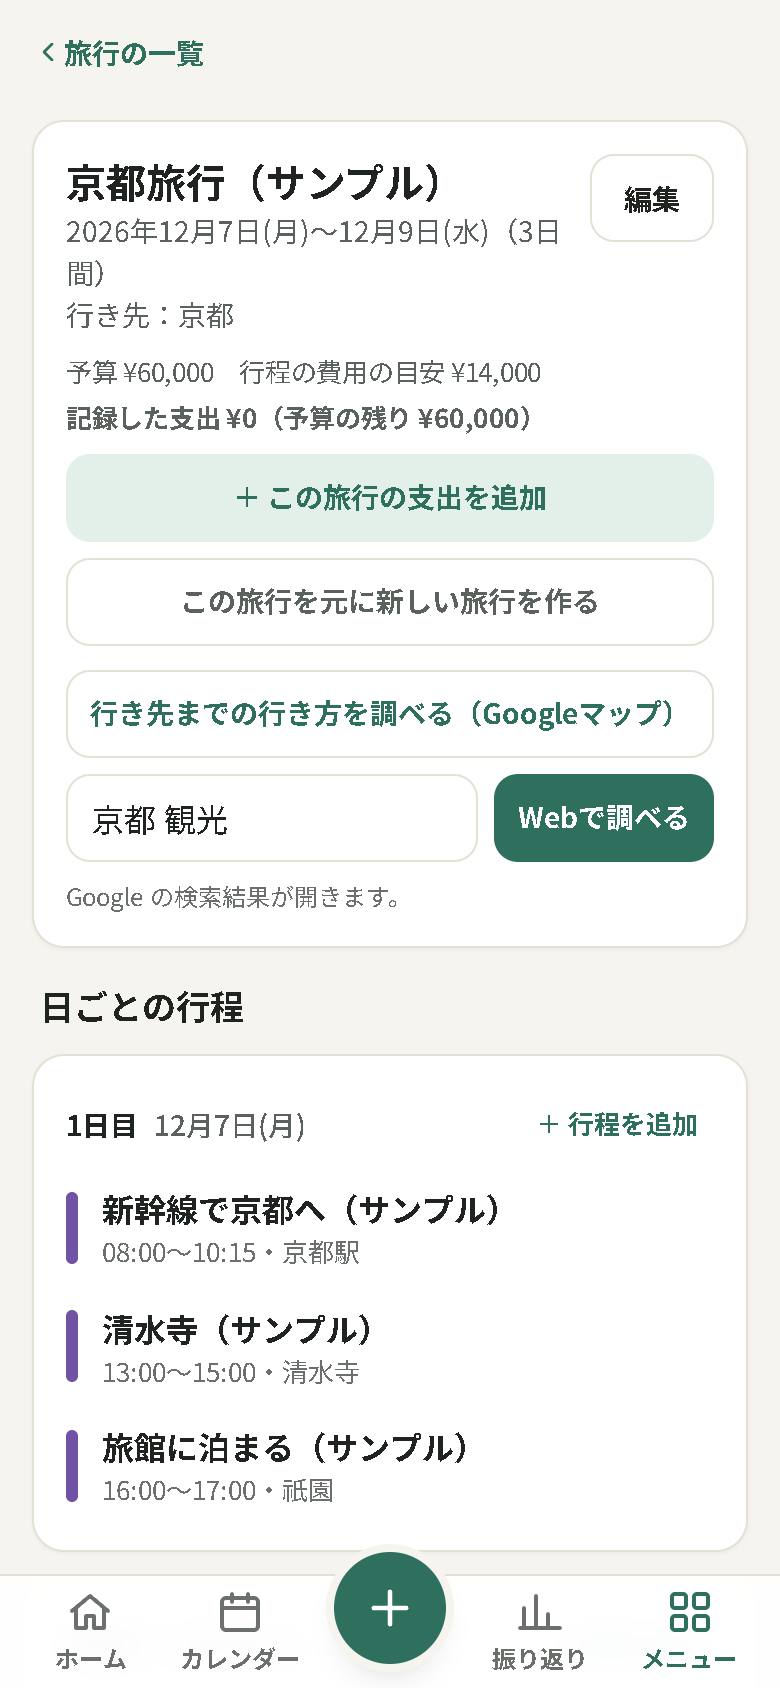 旅行の一覧
京都旅行（サンプル）
編集
2026年12月7日(月)〜12月9日(水)（3日
間）
行き先：京都
予算 ¥60,000　行程の費用の目安 ¥14,000
記録した支出 ¥0（予算の残り ¥60,000）
＋ この旅行の支出を追加
この旅行を元に新しい旅行を作る
行き先までの行き方を調べる（Googleマップ）
京都 観光
Webで調べる
Google の検索結果が開きます。
日ごとの行程
1日目 12月7日(月)
＋ 行程を追加
新幹線で京都へ（サンプル）
08:00〜10:15・京都駅
清水寺（サンプル）
13:00〜15:00・清水寺
旅館に泊まる（サンプル）
16:00〜17:00・祇園
ホーム
カレンダー
振り返り
メニュー